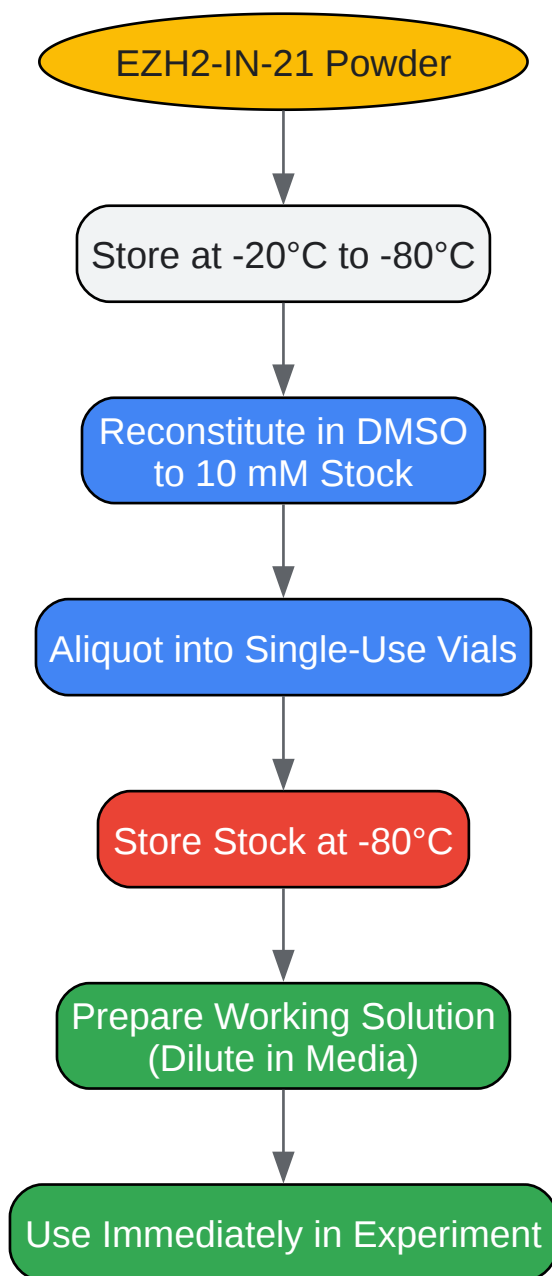 EZH2-IN-21 Powder
Store at -20°C to -80°C
Reconstitute in DMSO
to 10 mM Stock
Aliquot into Single-Use Vials
Store Stock at -80°C
Prepare Working Solution
(Dilute in Media)
Use Immediately in Experiment